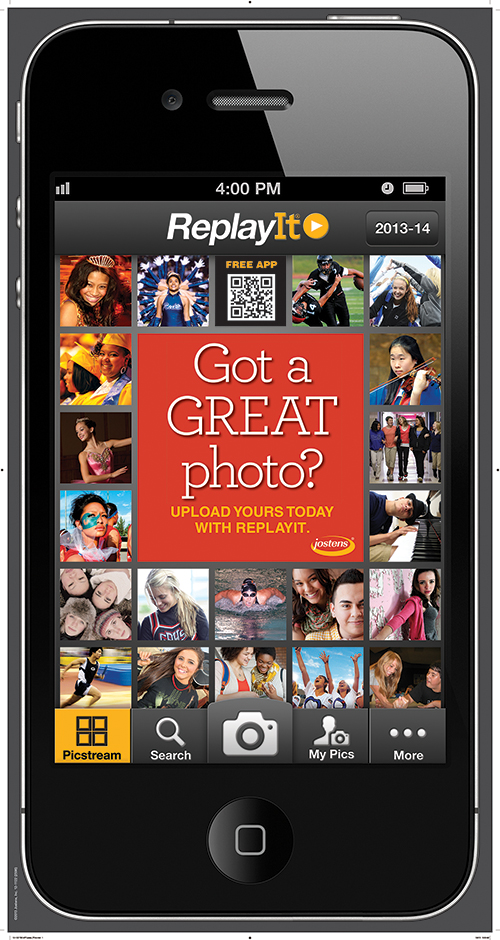 4:00 PM
ReplayIt®
2013-14
FREE APP
Got a
GREAT
photo?
UPLOAD YOURS TODAY
WITH REPLAYIT.
jostens
Picstream
Search
My Pics
More